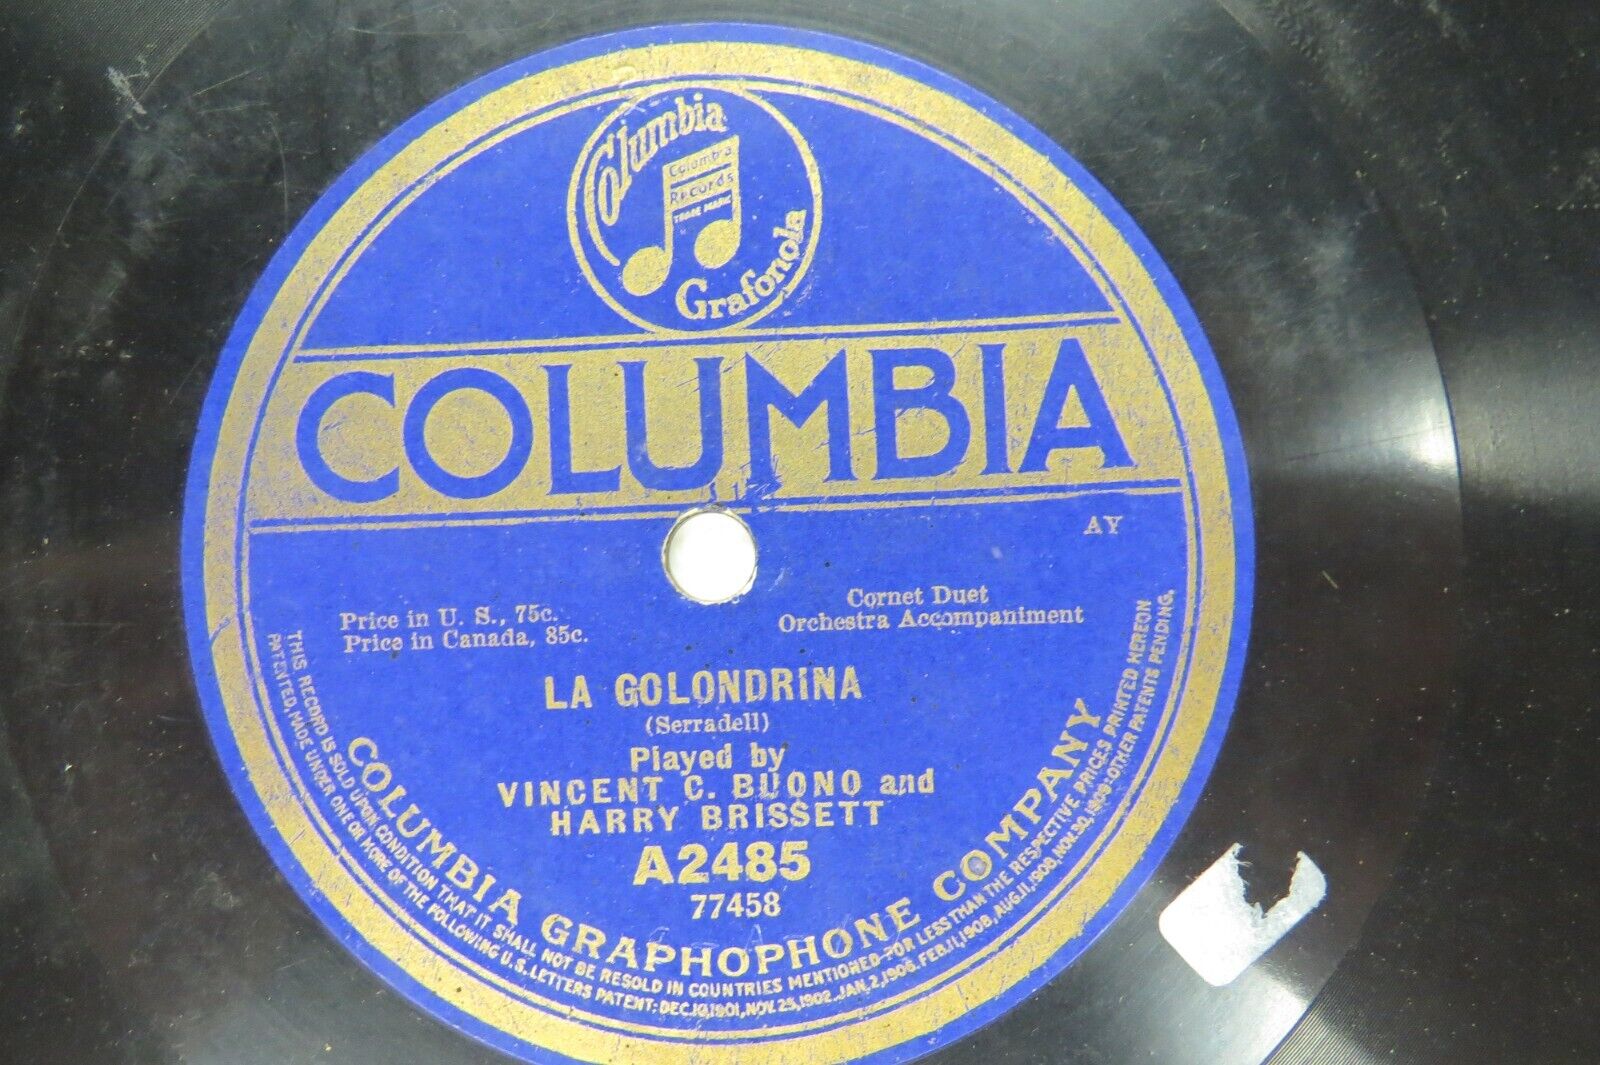 Columbia
Columbia
Records
TRADE MARK
Grafonola
COLUMBIA
AY
Price in U. S., 75c.
Price in Canada, 85c.
Cornet Duet
Orchestra Accompaniment
LA GOLONDRINA
(Serradell)
Played by
VINCENT C. BUONO and
HARRY BRISSETT
A2485
77458
COLUMBIA GRAPHOPHONE COMPANY
THIS RECORD IS SOLD UPON CONDITION THAT IT SHALL NOT BE RESOLD IN COUNTRIES MENTIONED FOR LESS THAN THE RESPECTIVE PRICES PRINTED HEREON
PATENTED, MADE UNDER ONE OR MORE OF THE FOLLOWING U.S. LETTERS PATENT: DEC.10,1901, NOV.25,1902, JAN.2,1906, FEB.11,1908, AUG.11,1908, NOV.30,1909: OTHER PATENTS PENDING.